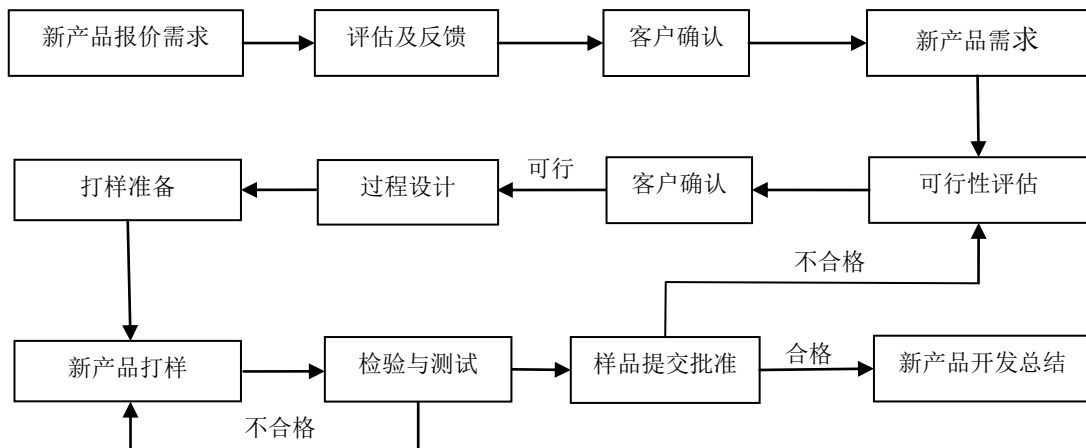 新产品报价需求
评估及反馈
客户确认
新产品需求
打样准备
过程设计
可行
客户确认
可行性评估
不合格
新产品打样
检验与测试
样品提交批准
合格
新产品开发总结
不合格